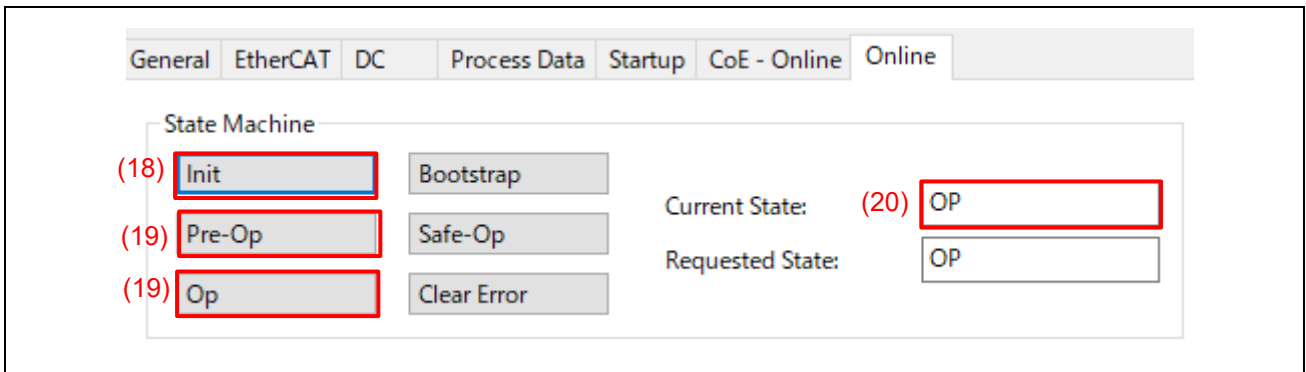 General EtherCAT DC Process Data Startup CoE - Online Online
State Machine
(18) Init Bootstrap
Current State: (20) OP
(19) Pre-Op Safe-Op
Requested State: OP
(19) Op Clear Error